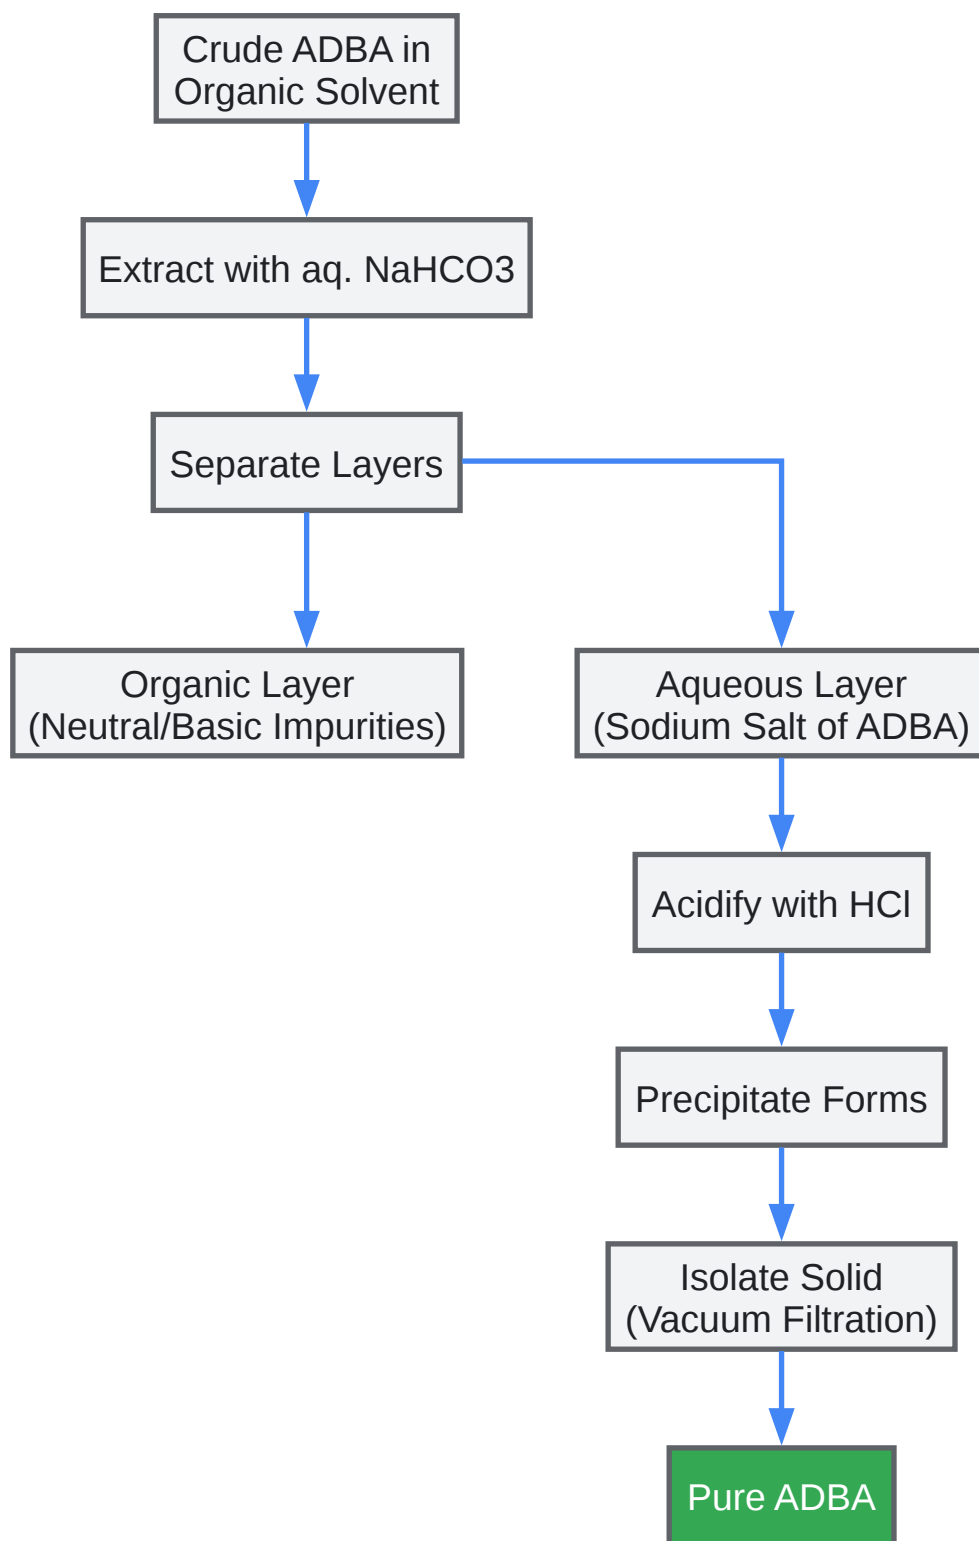 Crude ADBA in
Organic Solvent
Extract with aq. NaHCO3
Separate Layers
Organic Layer
(Neutral/Basic Impurities)
Aqueous Layer
(Sodium Salt of ADBA)
Acidify with HCl
Precipitate Forms
Isolate Solid
(Vacuum Filtration)
Pure ADBA